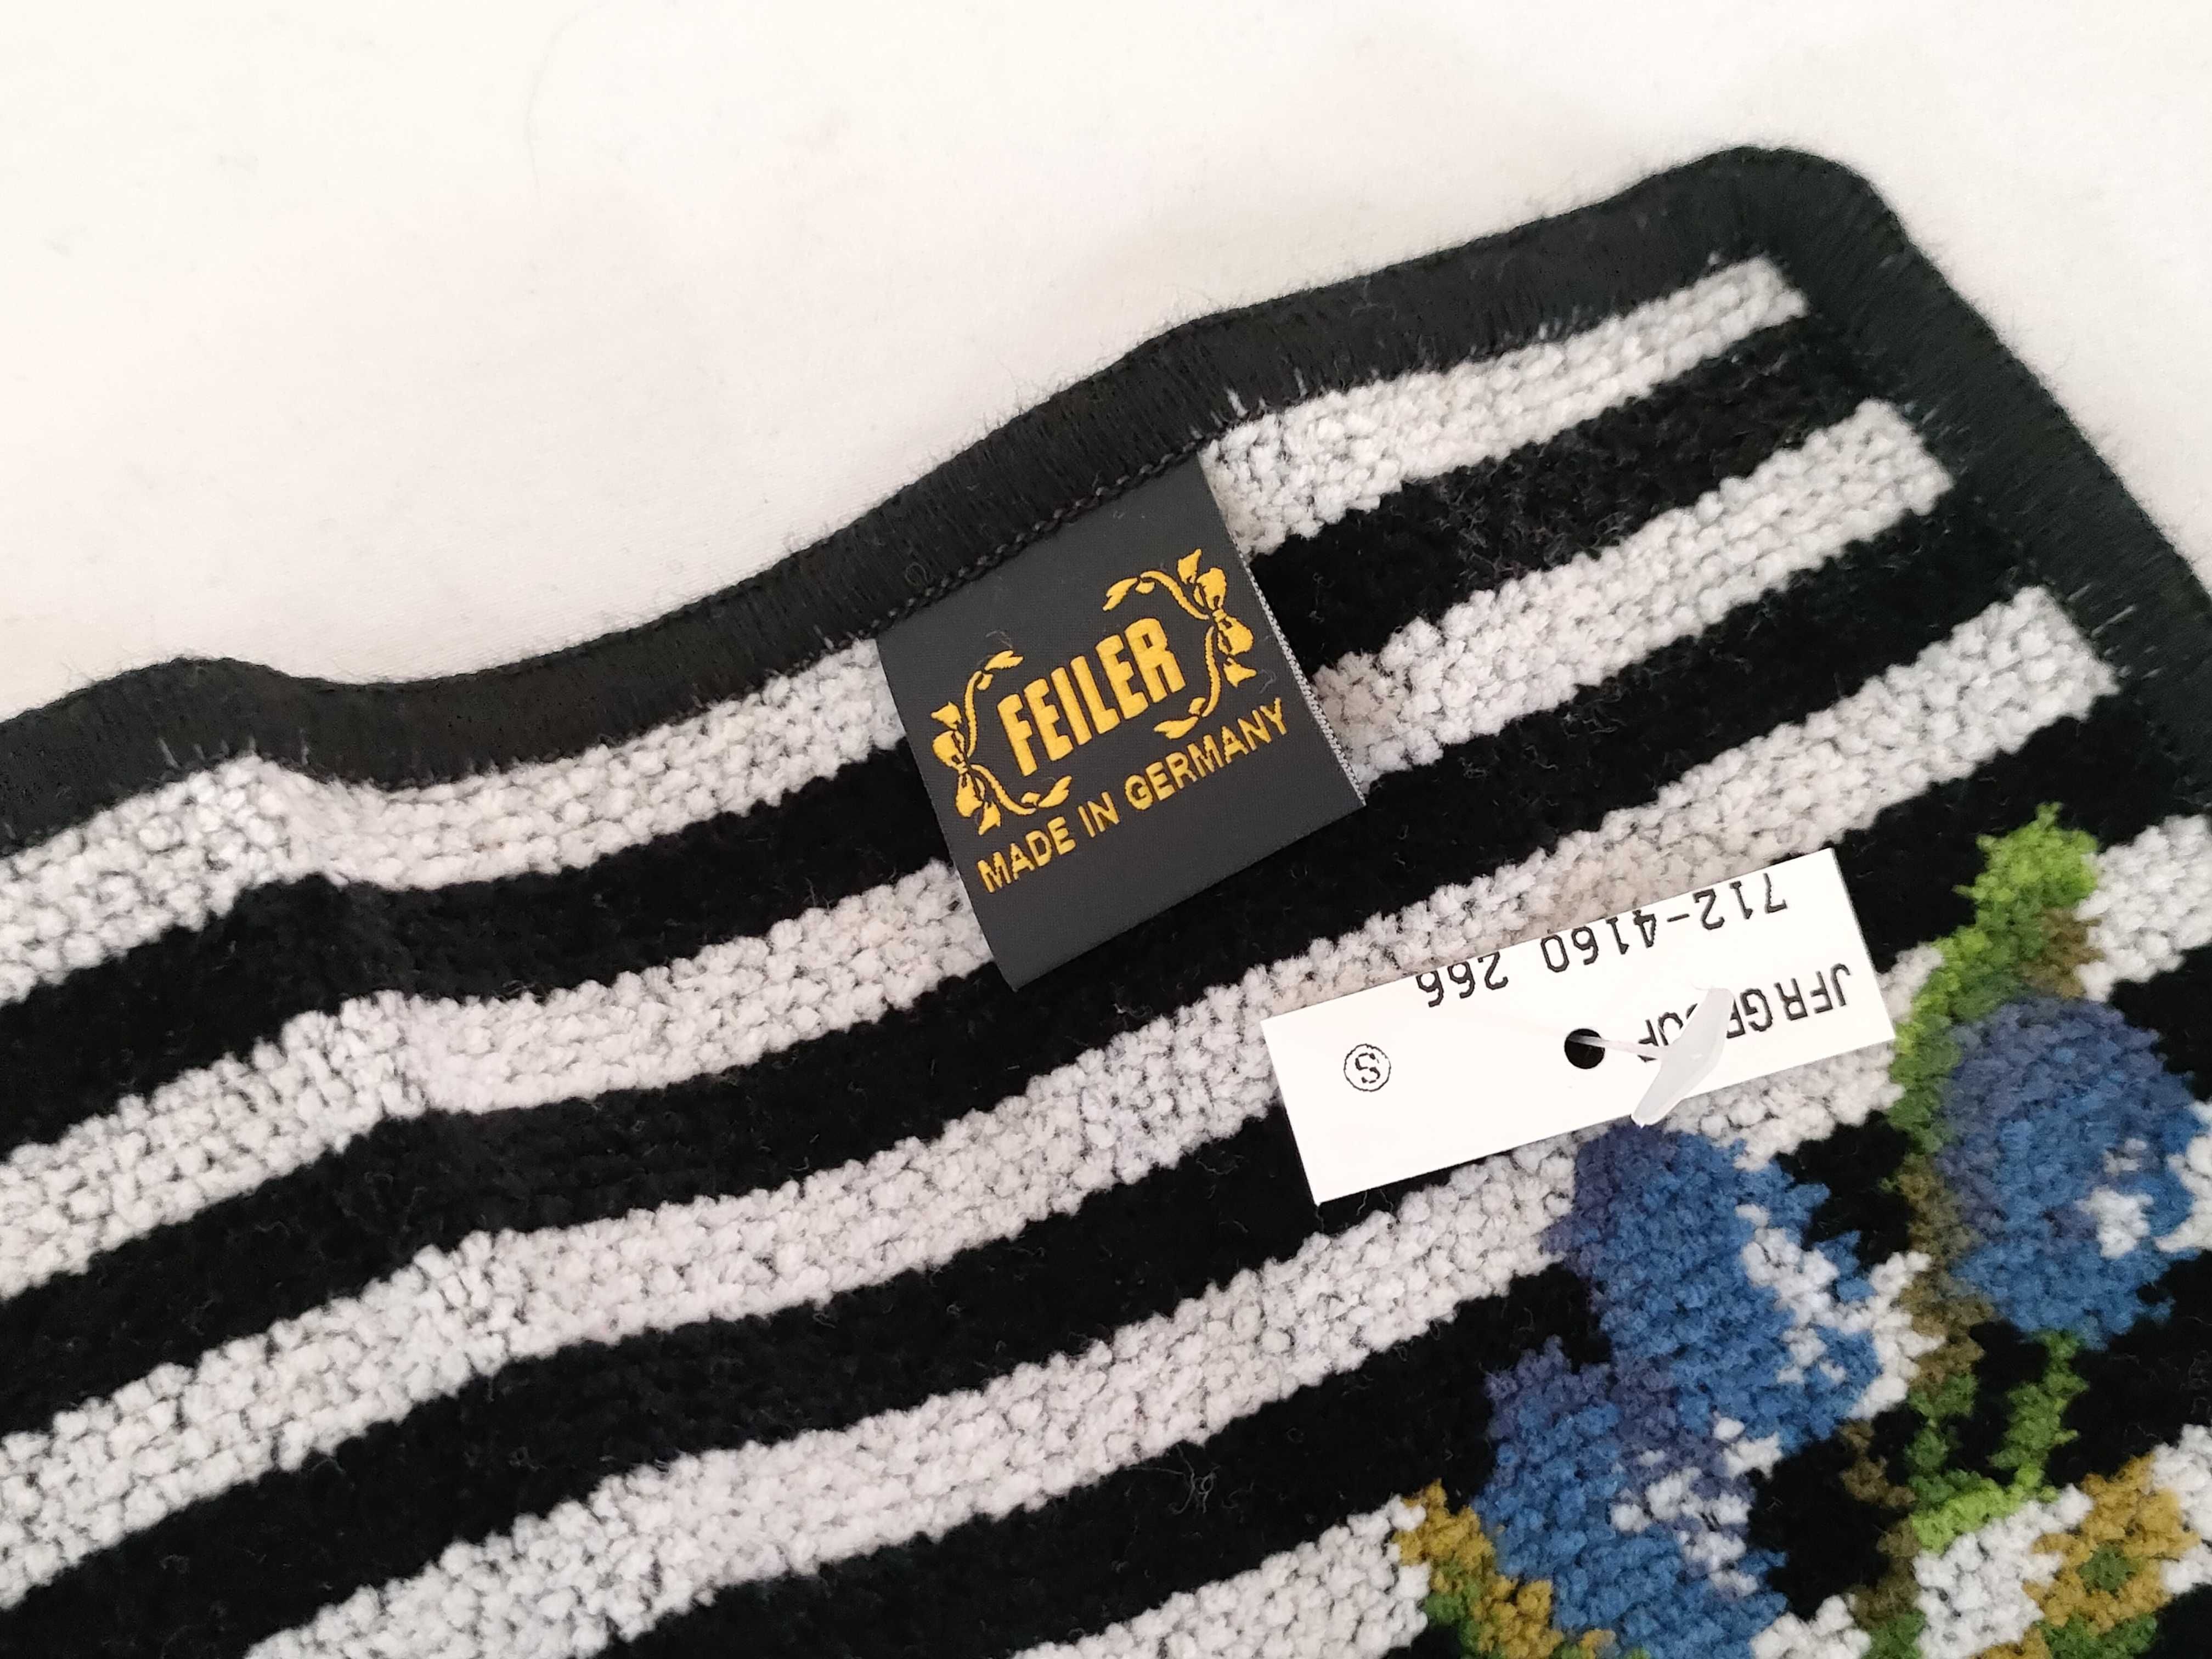 FEILER
MADE IN GERMANY
712-4160 266
Ⓢ